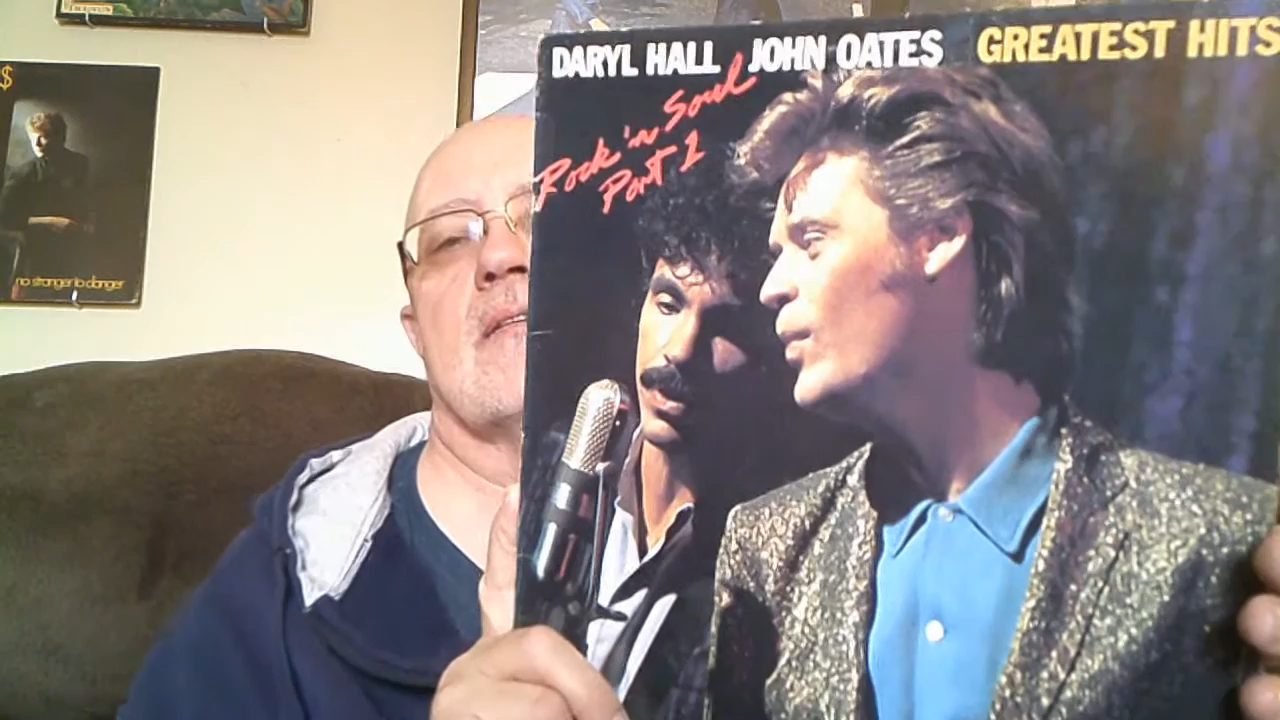 DARYL HALL JOHN OATES GREATEST HITS
Rock 'n Soul
Part 1
$
no stranger to danger